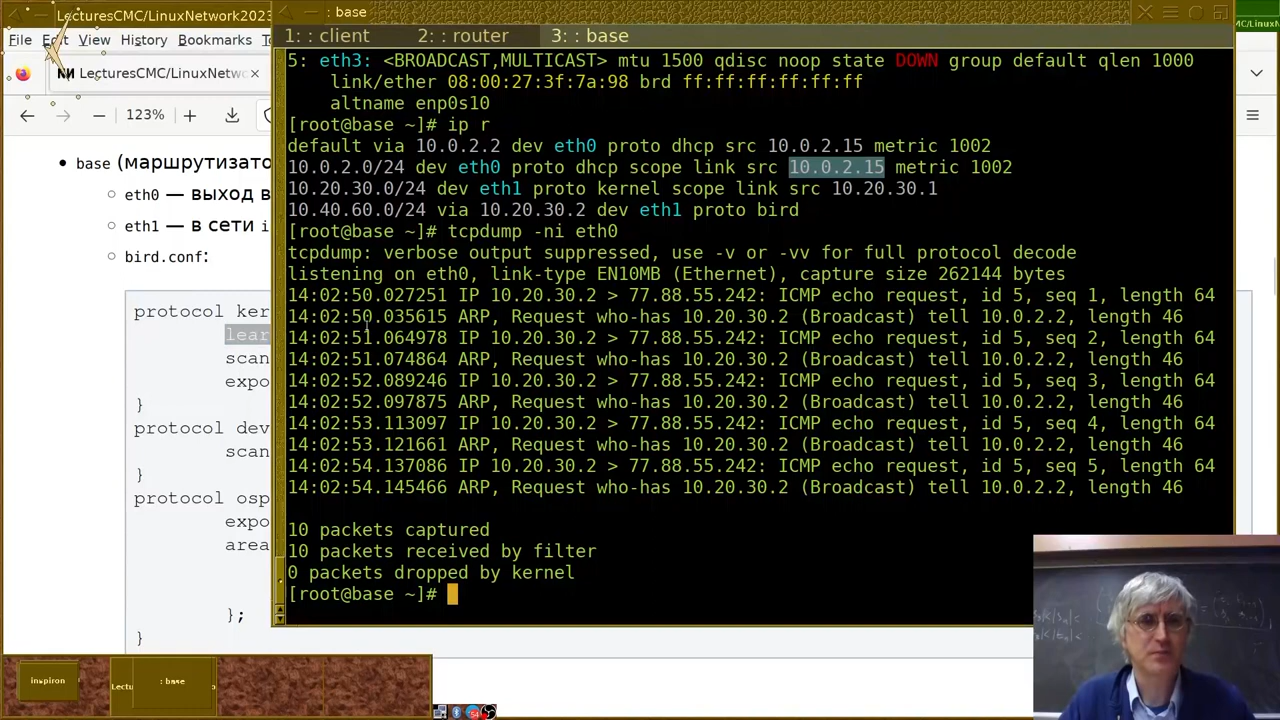 LecturesCMC/LinuxNetwork2023
: base
File Edit View History Bookmarks
LecturesCMC/LinuxNetwo
123%
base (маршрутизато
eth0 — выход в
eth1 — в сети i
bird.conf:
protocol ker
lear
scan
expo
}
protocol dev
scan
}
protocol osp
expo
area
};
}
1: : client 2: : router 3: : base
5: eth3: <BROADCAST,MULTICAST> mtu 1500 qdisc noop state DOWN group default qlen 1000
link/ether 08:00:27:3f:7a:98 brd ff:ff:ff:ff:ff:ff
altname enp0s10
[root@base ~]# ip r
default via 10.0.2.2 dev eth0 proto dhcp src 10.0.2.15 metric 1002
10.0.2.0/24 dev eth0 proto dhcp scope link src 10.0.2.15 metric 1002
10.20.30.0/24 dev eth1 proto kernel scope link src 10.20.30.1
10.40.60.0/24 via 10.20.30.2 dev eth1 proto bird
[root@base ~]# tcpdump -ni eth0
tcpdump: verbose output suppressed, use -v or -vv for full protocol decode
listening on eth0, link-type EN10MB (Ethernet), capture size 262144 bytes
14:02:50.027251 IP 10.20.30.2 > 77.88.55.242: ICMP echo request, id 5, seq 1, length 64
14:02:50.035615 ARP, Request who-has 10.20.30.2 (Broadcast) tell 10.0.2.2, length 46
14:02:51.064978 IP 10.20.30.2 > 77.88.55.242: ICMP echo request, id 5, seq 2, length 64
14:02:51.074864 ARP, Request who-has 10.20.30.2 (Broadcast) tell 10.0.2.2, length 46
14:02:52.089246 IP 10.20.30.2 > 77.88.55.242: ICMP echo request, id 5, seq 3, length 64
14:02:52.097875 ARP, Request who-has 10.20.30.2 (Broadcast) tell 10.0.2.2, length 46
14:02:53.113097 IP 10.20.30.2 > 77.88.55.242: ICMP echo request, id 5, seq 4, length 64
14:02:53.121661 ARP, Request who-has 10.20.30.2 (Broadcast) tell 10.0.2.2, length 46
14:02:54.137086 IP 10.20.30.2 > 77.88.55.242: ICMP echo request, id 5, seq 5, length 64
14:02:54.145466 ARP, Request who-has 10.20.30.2 (Broadcast) tell 10.0.2.2, length 46
10 packets captured
10 packets received by filter
0 packets dropped by kernel
[root@base ~]#
inspiron
Lectu
: base